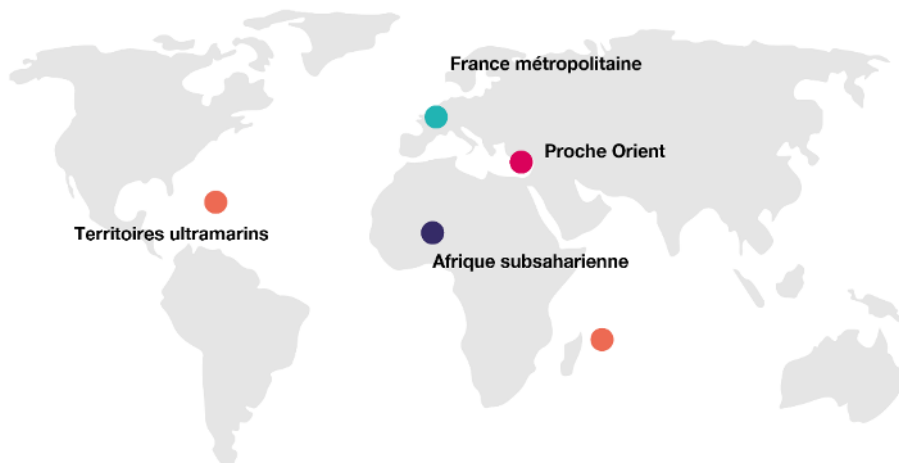 France métropolitaine
Proche Orient
Territoires ultramarins
Afrique subsaharienne